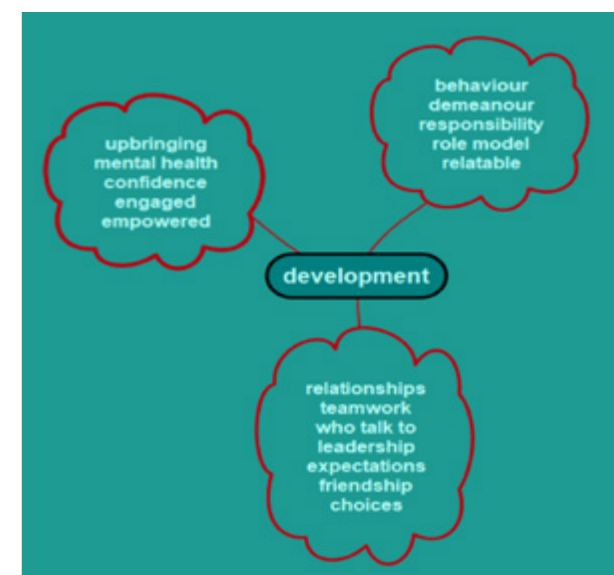 behaviour
demeanour
responsibility
role model
relatable
upbringing
mental health
confidence
engaged
empowered
development
relationships
teamwork
who talk to
leadership
expectations
friendship
choices